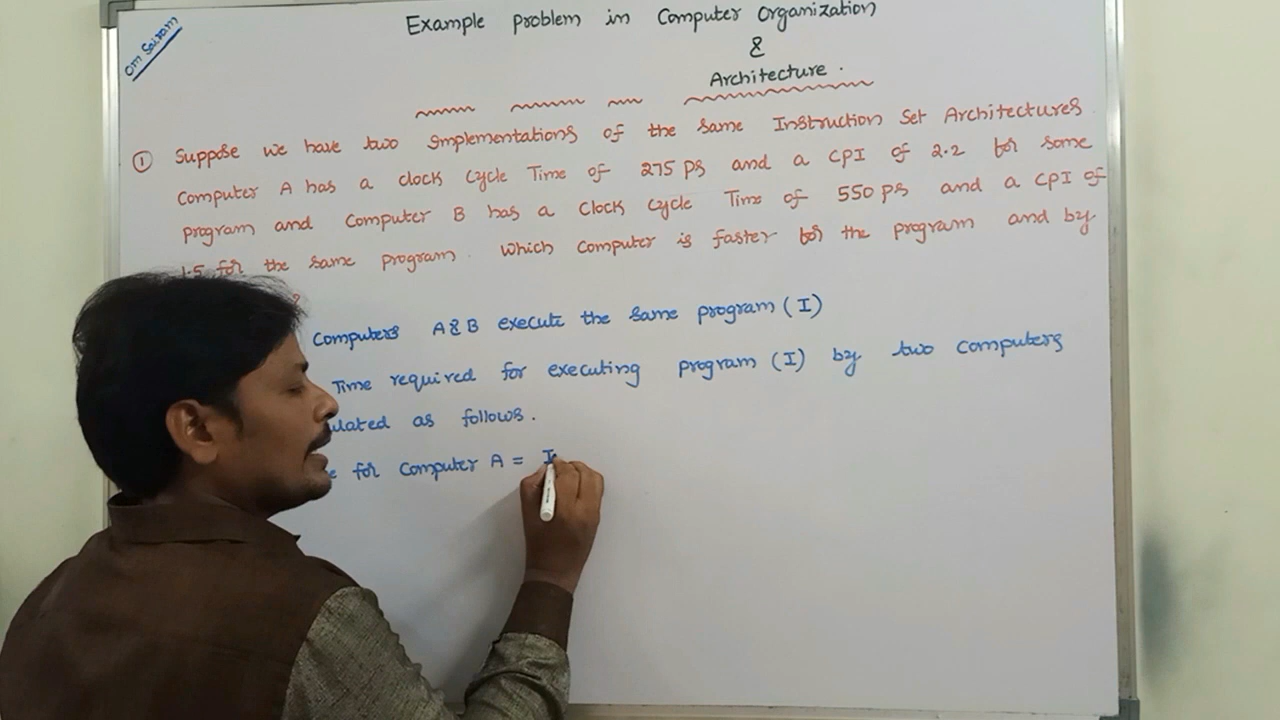 Om Sairam
Example problem in Computer Organization
&
Architecture.
① Suppose we have two Implementations of the same Instruction Set Architectures
Computer A has a clock cycle Time of 275 ps and a CPI of 2.2 for some
program and Computer B has a Clock cycle Time of 550 ps and a CPI of
1.5 for the same program. Which Computer is faster for the program and by
?
Computers A & B execute the same program (I)
Time required for executing program (I) by two computers
ulated as follows.
e for Computer A = I